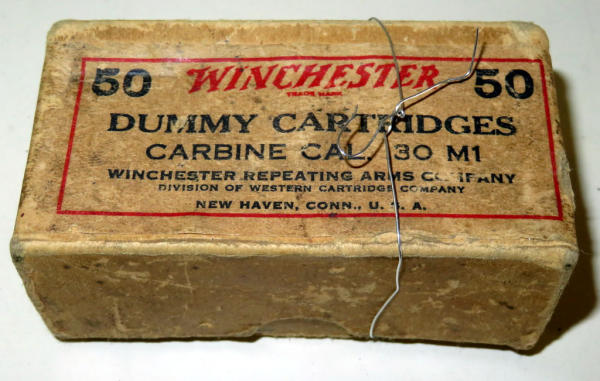 50 WINCHESTER 50
TRADE MARK
DUMMY CARTRIDGES
CARBINE CAL. .30 M1
WINCHESTER REPEATING ARMS COMPANY
DIVISION OF WESTERN CARTRIDGE COMPANY
NEW HAVEN, CONN., U. S. A.